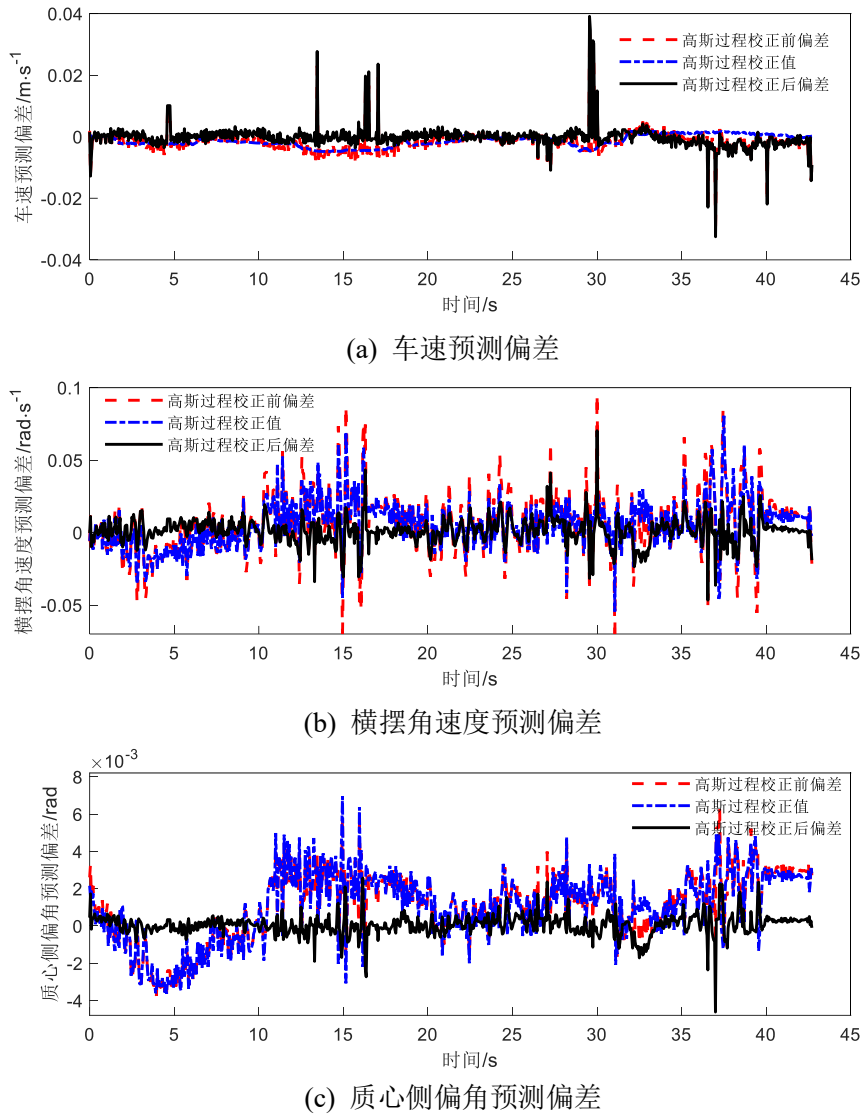 0.04
0.02
0
-0.02
-0.04
车速预测偏差/m·s-1
高斯过程校正前偏差
高斯过程校正值
高斯过程校正后偏差
0 5 10 15 20 25 30 35 40 45
时间/s
(a) 车速预测偏差
0.1
0.05
0
-0.05
横摆角速度预测偏差/rad·s-1
高斯过程校正前偏差
高斯过程校正值
高斯过程校正后偏差
0 5 10 15 20 25 30 35 40 45
时间/s
(b) 横摆角速度预测偏差
×10-3
8
6
4
2
0
-2
-4
质心侧偏角预测偏差/rad
高斯过程校正前偏差
高斯过程校正值
高斯过程校正后偏差
0 5 10 15 20 25 30 35 40 45
时间/s
(c) 质心侧偏角预测偏差